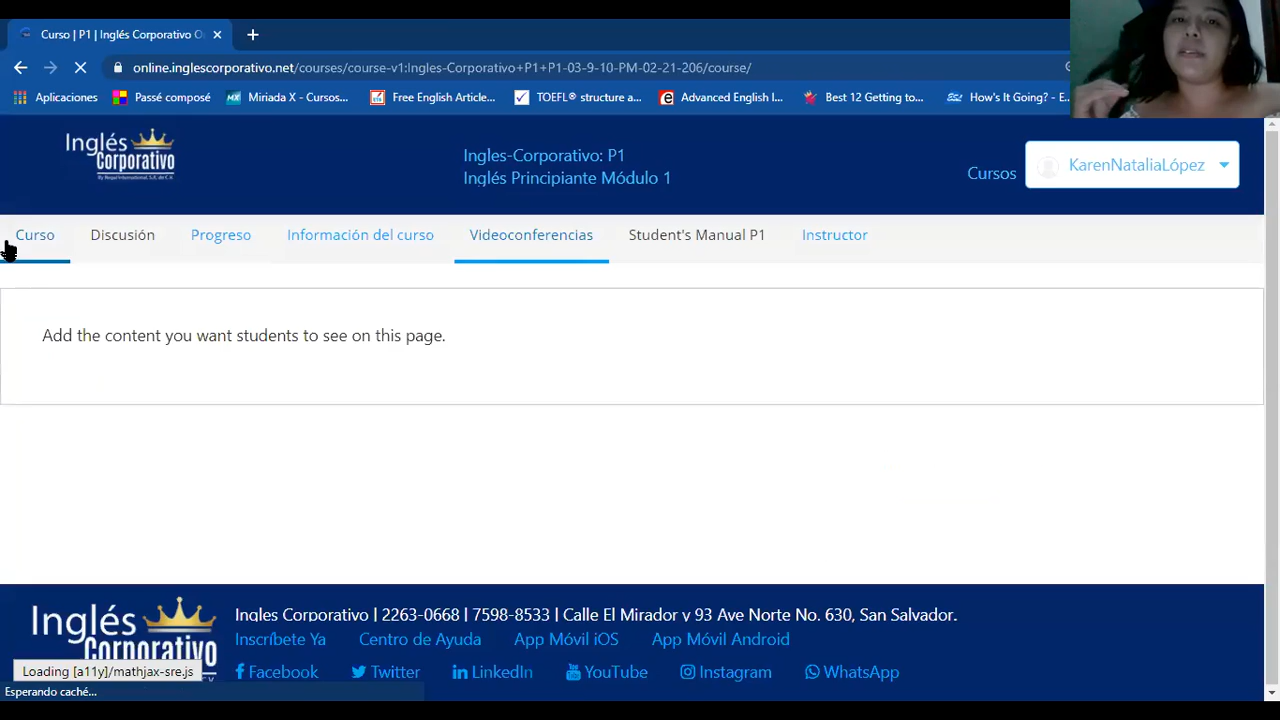 Curso | P1 | Inglés Corporativo O
online.inglescorporativo.net/courses/course-v1:Ingles-Corporativo+P1+P1-03-9-10-PM-02-21-206/course/
Aplicaciones Passé composé Miriada X - Cursos... Free English Article... TOEFL® structure a... Advanced English I... Best 12 Getting to... How's It Going? - E...
Inglés
Corporativo
Ingles-Corporativo: P1
Inglés Principiante Módulo 1
Cursos
KarenNataliaLópez
Curso Discusión Progreso Información del curso Videoconferencias Student's Manual P1 Instructor
Add the content you want students to see on this page.
Inglés
Corporativo
Ingles Corporativo | 2263-0668 | 7598-8533 | Calle El Mirador y 93 Ave Norte No. 630, San Salvador.
Inscríbete Ya Centro de Ayuda App Móvil iOS App Móvil Android
Facebook Twitter LinkedIn YouTube Instagram WhatsApp
Loading [a11y]/mathjax-sre.js
Esperando caché...